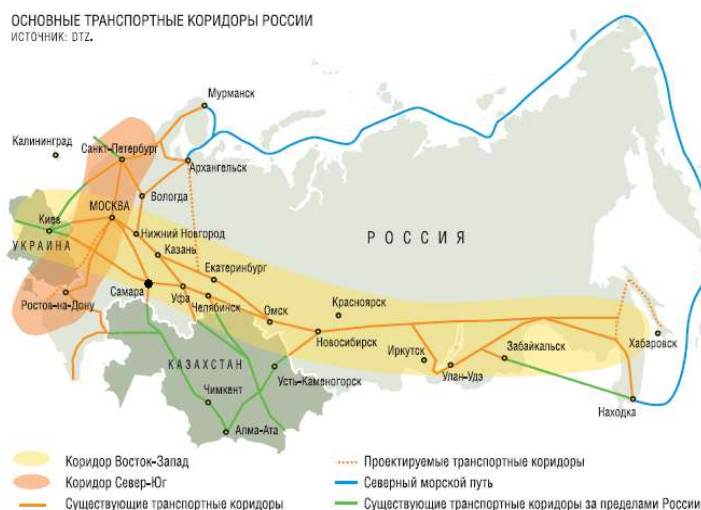 ОСНОВНЫЕ ТРАНСПОРТНЫЕ КОРИДОРЫ РОССИИ
ИСТОЧНИК: DTZ.
Мурманск
Калининград
Санкт-Петербург
Архангельск
Вологда
Киев
МОСКВА
УКРАИНА
Нижний Новгород
РОССИЯ
Казань
Екатеринбург
Ростов-на-Дону
Самара
Уфа
Челябинск
Омск
Красноярск
Новосибирск
Иркутск
Улан-Удэ
Забайкальск
Хабаровск
КАЗАХСТАН
Усть-Каменогорск
Чимкент
Алма-Ата
Находка
Коридор Восток-Запад
Коридор Север-Юг
Существующие транспортные коридоры
Проектируемые транспортные коридоры
Северный морской путь
Существующие транспортные коридоры за пределами России